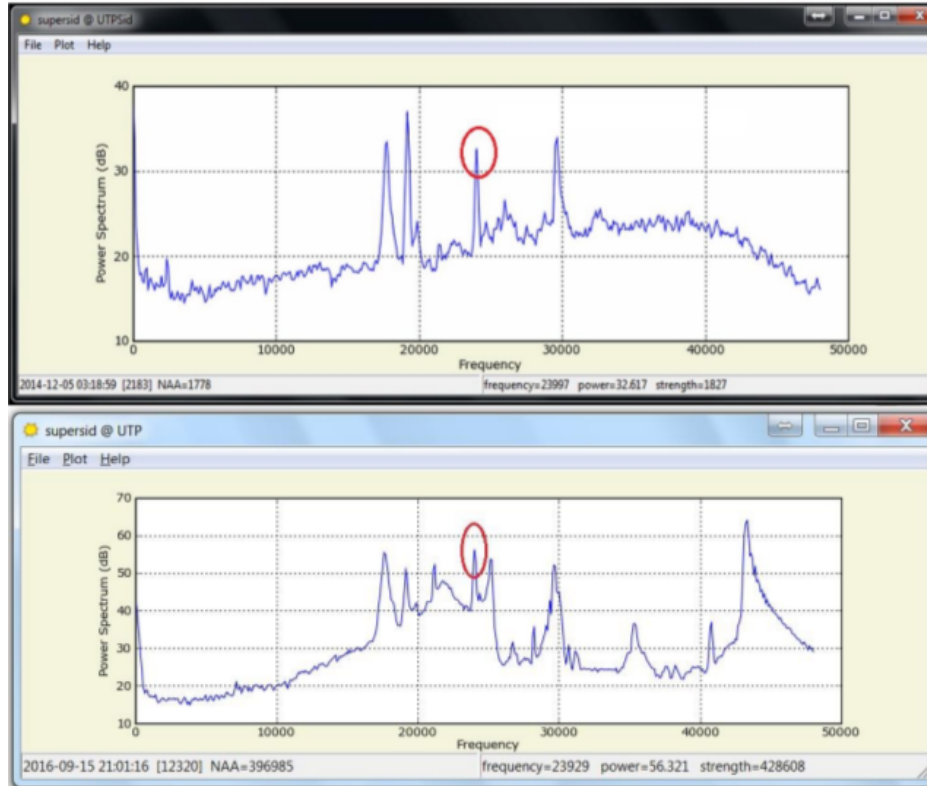 supersid @ UTPSid
File Plot Help
40
30
20
10
Power Spectrum (dB)
0 10000 20000 30000 40000 50000
Frequency
2014-12-05 03:18:59 [2183] NAA=1778 frequency=23997 power=32.617 strength=1827
supersid @ UTP
File Plot Help
70
60
50
40
30
20
10
Power Spectrum (dB)
0 10000 20000 30000 40000 50000
Frequency
2016-09-15 21:01:16 [12320] NAA=396985 frequency=23929 power=56.321 strength=428608